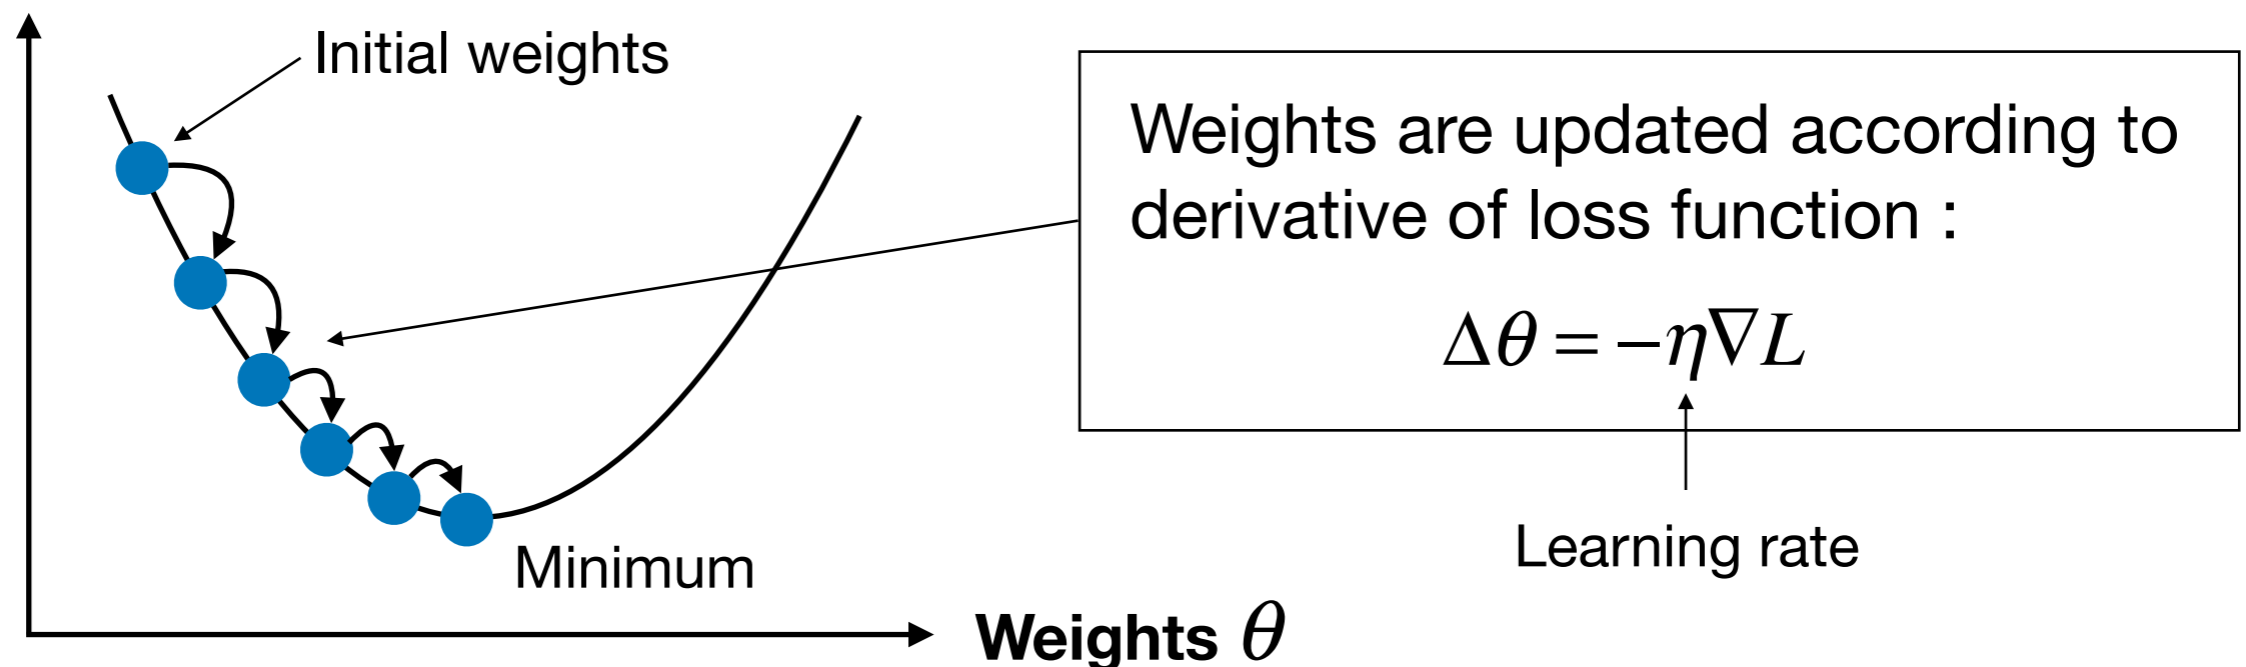 Initial weights
Weights are updated according to
derivative of loss function :
Δθ = −η∇L
Learning rate
Minimum
Weights θ